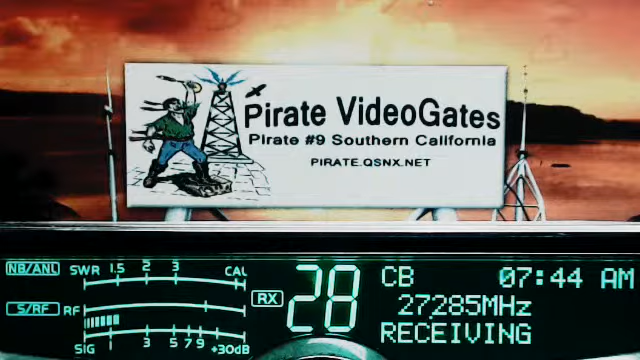 Pirate VideoGates
Pirate #9 Southern California
PIRATE.QSNX.NET
NB/ANL SWR 1.5 2 3 CAL
S/RF RF
SIG 1 3 5 7 9 +30dB
RX 28
CB 07:44 AM
27285MHz
RECEIVING